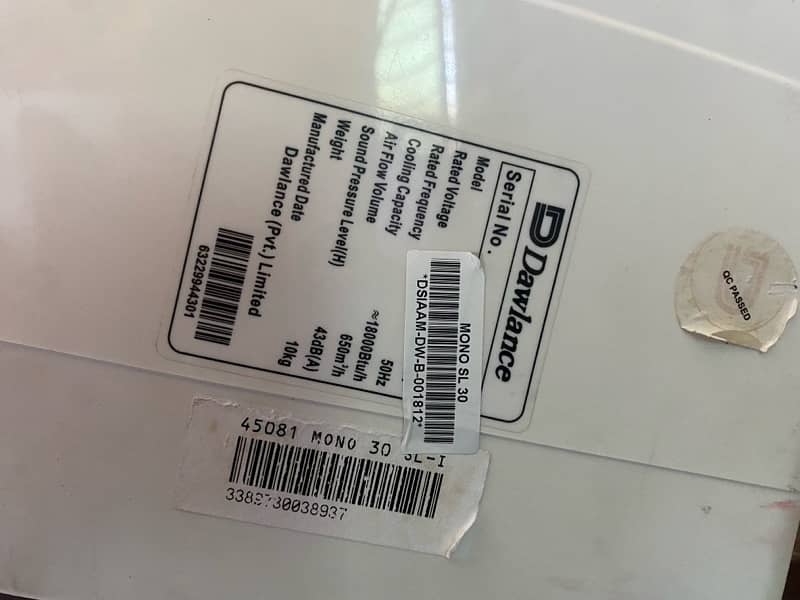 Dawlance
Serial No.
Model
Rated Voltage
Rated Frequency 50Hz
Cooling Capacity ≈18000Btu/h
Air Flow Volume 650m³/h
Sound Pressure Level(H) 43dB(A)
Weight 10kg
Manufactured Date
Dawlance (Pvt.) Limited
63229944301
MONO SL 30
*DSIAAM-DW-B-001812*
45081 MONO 30 SL-I
QC PASSED